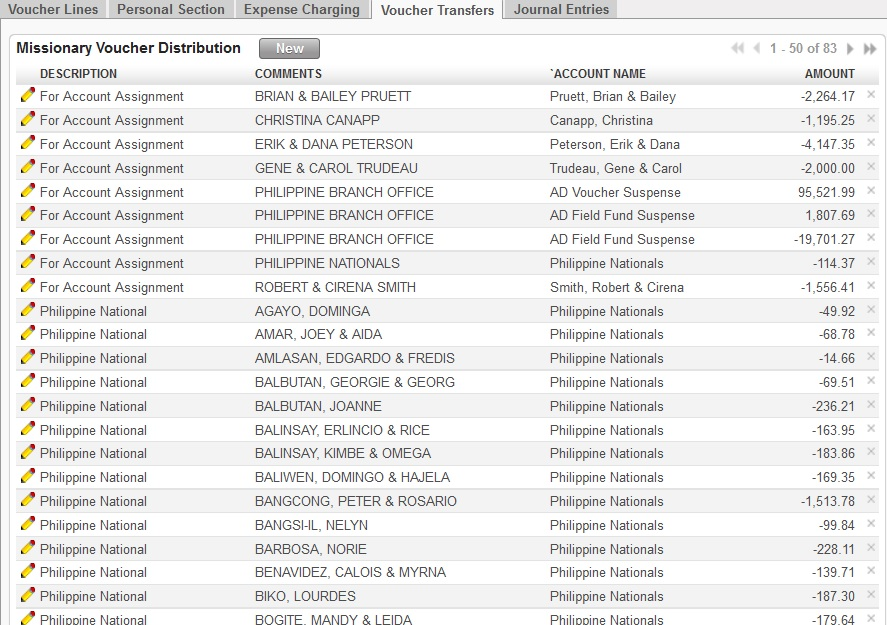 Voucher Lines Personal Section Expense Charging Voucher Transfers Journal Entries
Missionary Voucher Distribution New 1 - 50 of 83
DESCRIPTION COMMENTS `ACCOUNT NAME AMOUNT
For Account Assignment BRIAN & BAILEY PRUETT Pruett, Brian & Bailey -2,264.17
For Account Assignment CHRISTINA CANAPP Canapp, Christina -1,195.25
For Account Assignment ERIK & DANA PETERSON Peterson, Erik & Dana -4,147.35
For Account Assignment GENE & CAROL TRUDEAU Trudeau, Gene & Carol -2,000.00
For Account Assignment PHILIPPINE BRANCH OFFICE AD Voucher Suspense 95,521.99
For Account Assignment PHILIPPINE BRANCH OFFICE AD Field Fund Suspense 1,807.69
For Account Assignment PHILIPPINE BRANCH OFFICE AD Field Fund Suspense -19,701.27
For Account Assignment PHILIPPINE NATIONALS Philippine Nationals -114.37
For Account Assignment ROBERT & CIRENA SMITH Smith, Robert & Cirena -1,556.41
Philippine National AGAYO, DOMINGA Philippine Nationals -49.92
Philippine National AMAR, JOEY & AIDA Philippine Nationals -68.78
Philippine National AMLASAN, EDGARDO & FREDIS Philippine Nationals -14.66
Philippine National BALBUTAN, GEORGIE & GEORG Philippine Nationals -69.51
Philippine National BALBUTAN, JOANNE Philippine Nationals -236.21
Philippine National BALINSAY, ERLINCIO & RICE Philippine Nationals -163.95
Philippine National BALINSAY, KIMBE & OMEGA Philippine Nationals -183.86
Philippine National BALIWEN, DOMINGO & HAJELA Philippine Nationals -169.35
Philippine National BANGCONG, PETER & ROSARIO Philippine Nationals -1,513.78
Philippine National BANGSI-IL, NELYN Philippine Nationals -99.84
Philippine National BARBOSA, NORIE Philippine Nationals -228.11
Philippine National BENAVIDEZ, CALOIS & MYRNA Philippine Nationals -139.71
Philippine National BIKO, LOURDES Philippine Nationals -187.30
Philippine National BOGITE, MANDY & LEIDA Philippine Nationals -179.64